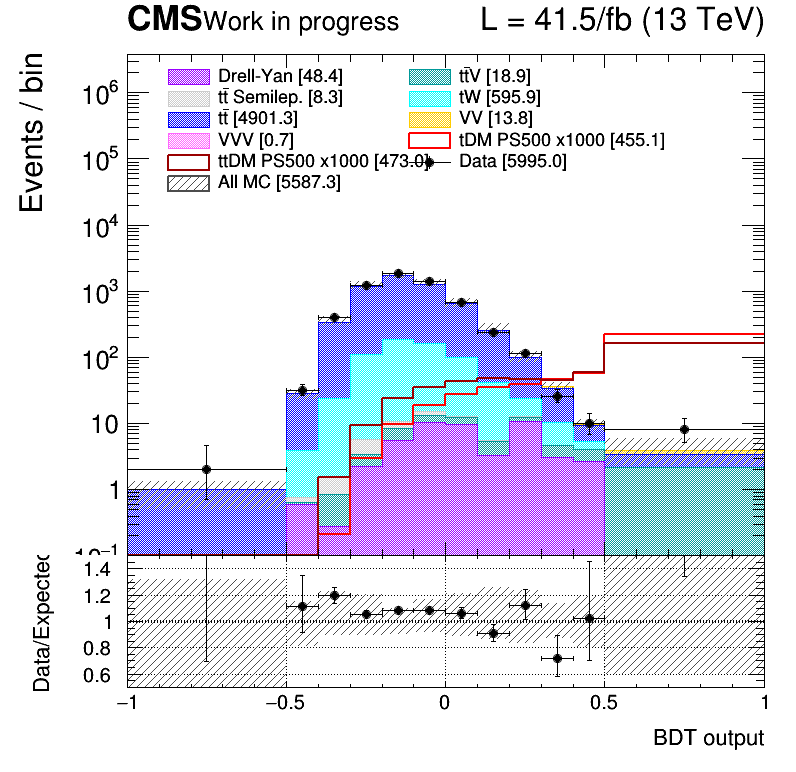 CMS Work in progress L = 41.5/fb (13 TeV)
Events / bin
Drell-Yan [48.4] tt̄V [18.9]
tt̄ Semilep. [8.3] tW [595.9]
tt̄ [4901.3] VV [13.8]
VVV [0.7] tDM PS500 x1000 [455.1]
ttDM PS500 x1000 [473.0] Data [5995.0]
All MC [5587.3]
10⁶
10⁵
10⁴
10³
10²
10
1
10⁻¹
Data/Expected
1.4
1.2
1
0.8
0.6
−1 −0.5 0 0.5 1
BDT output